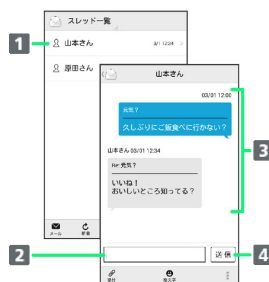 スレッド一覧
1
山本さん
3/1 12:34
原田さん
山本さん
03/01 12:00
元気？
久しぶりにご飯食べに行かない？
山本さん 03/01 12:34
Re: 元気？
いいね！
おいしいところ知ってる？
3
2
送信
4
メール
新着
添付
絵文字